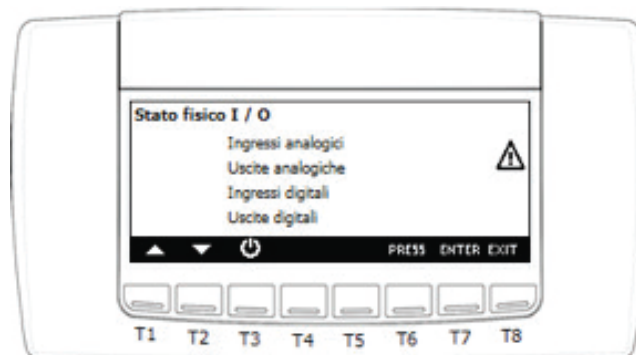 Stato fisico I / O
Ingressi analogici
Uscite analogiche
Ingressi digitali
Uscite digitali
PRESS ENTER EXIT
T1 T2 T3 T4 T5 T6 T7 T8